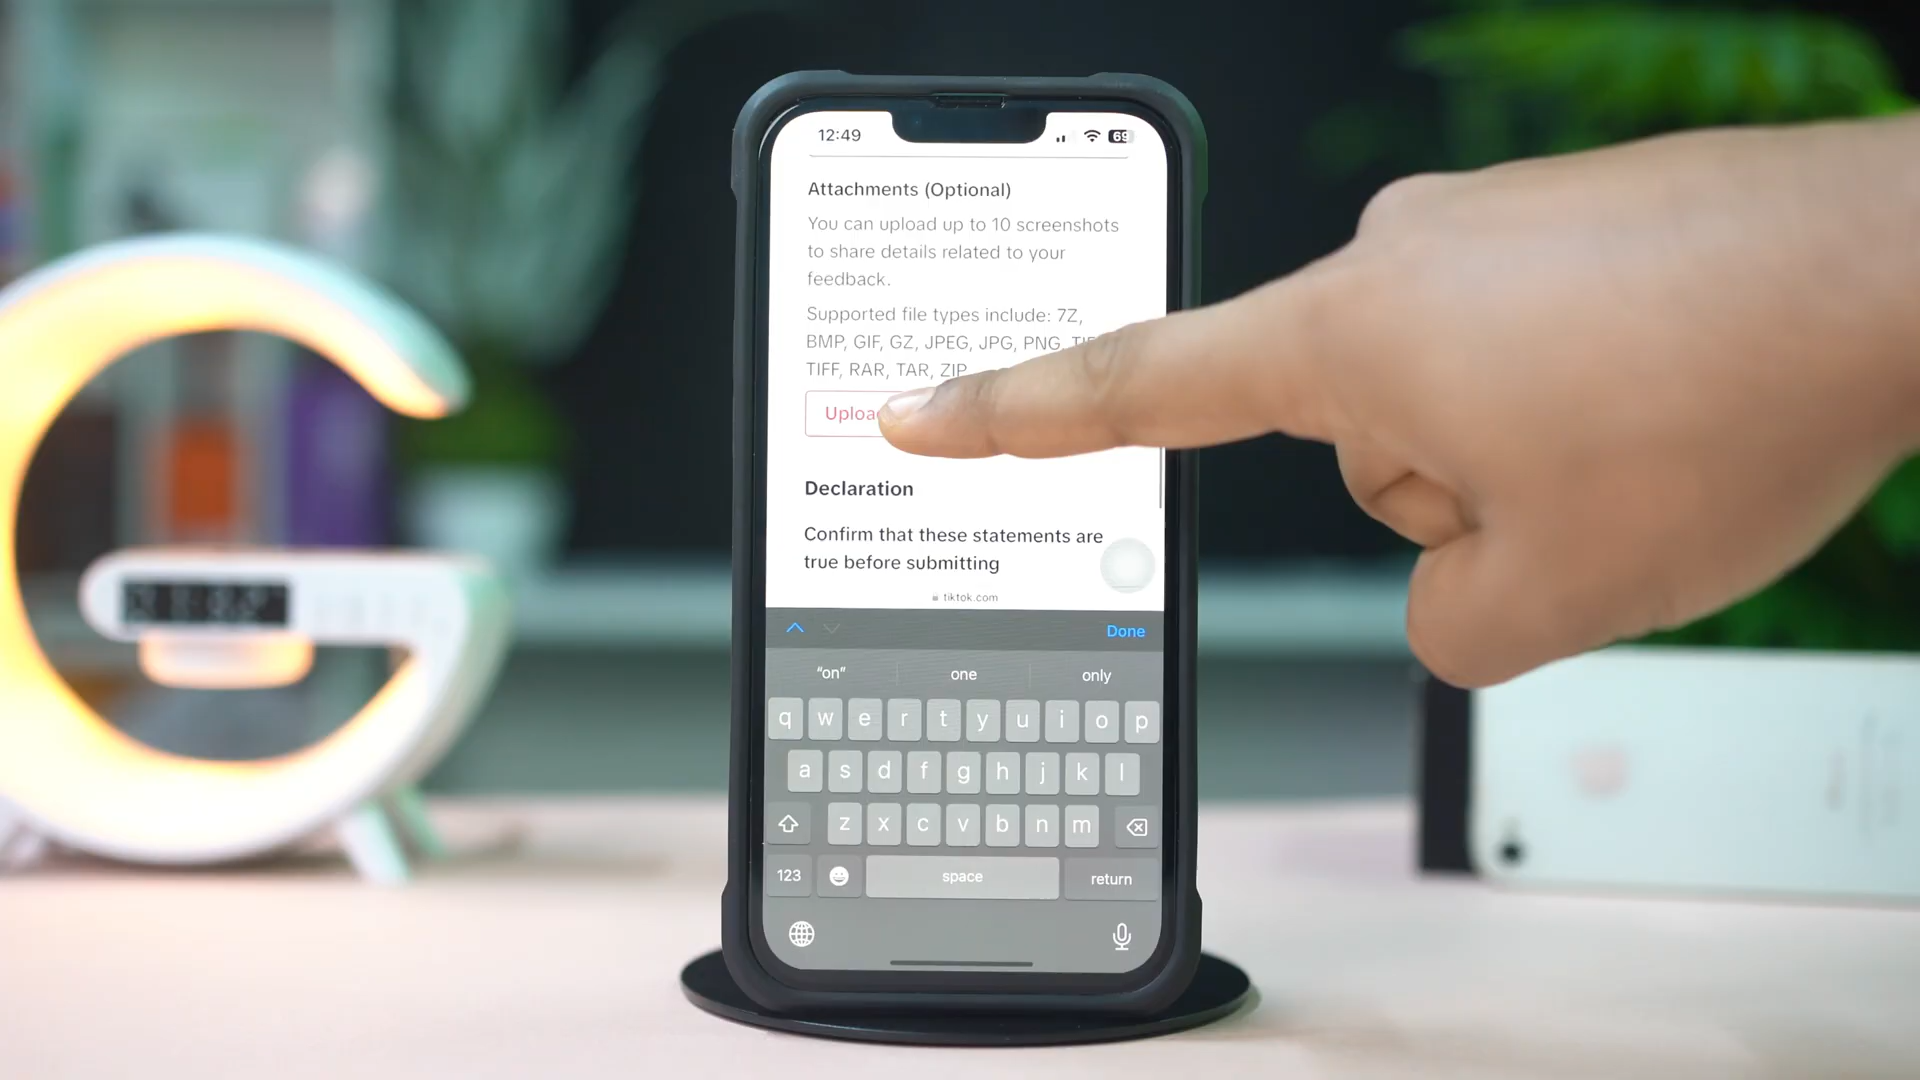 12:49
69
Attachments (Optional)
You can upload up to 10 screenshots
to share details related to your
feedback.
Supported file types include: 7Z,
BMP, GIF, GZ, JPEG, JPG, PNG,
TIFF, RAR, TAR, ZIP
Declaration
Confirm that these statements are
true before submitting
tiktok.com
Done
“on” one only
q w e r t y u i o p
a s d f g h j k l
z x c v b n m
123 space return